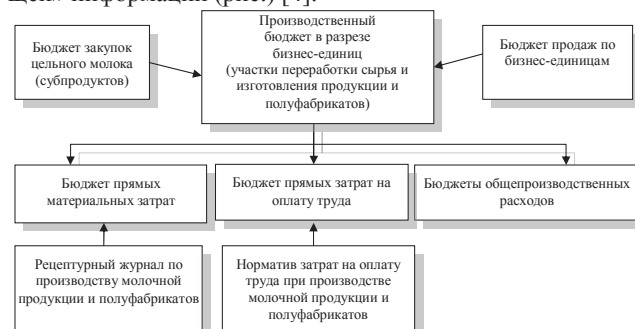 информации (рис.) [4].
Производственный
бюджет в разрезе
бизнес-единиц
(участки переработки сырья и
изготовления продукции и
полуфабрикатов)
Бюджет закупок
цельного молока
(субпродуктов)
Бюджет продаж по
бизнес-единицам
Бюджет прямых
материальных затрат
Бюджет прямых затрат на
оплату труда
Бюджеты общепроизводственных
расходов
Рецептурный журнал по
производству молочной
продукции и полуфабрикатов
Норматив затрат на оплату
труда при производстве
молочной продукции и
полуфабрикатов